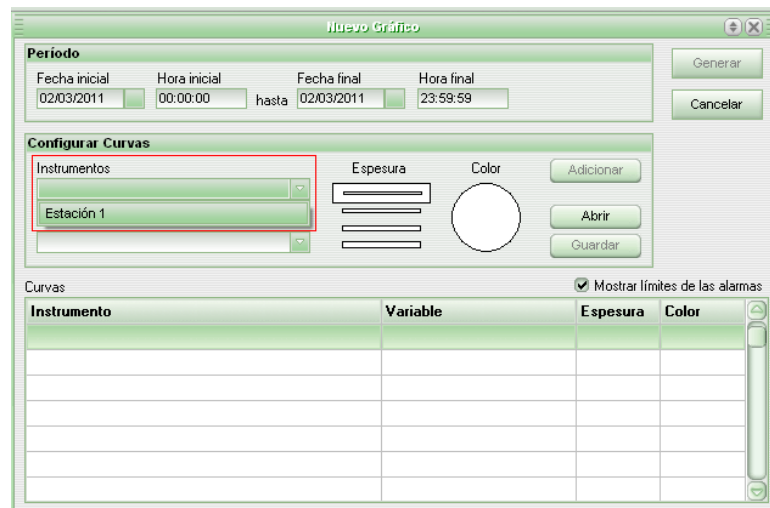 Nuevo Gráfico
Período
Generar
Fecha inicial Hora inicial Fecha final Hora final
02/03/2011 00:00:00 hasta 02/03/2011 23:59:59
Cancelar
Configurar Curvas
Instrumentos Espesura Color Adicionar
Estación 1 Abrir
Guardar
Curvas Mostrar límites de las alarmas
Instrumento Variable Espesura Color